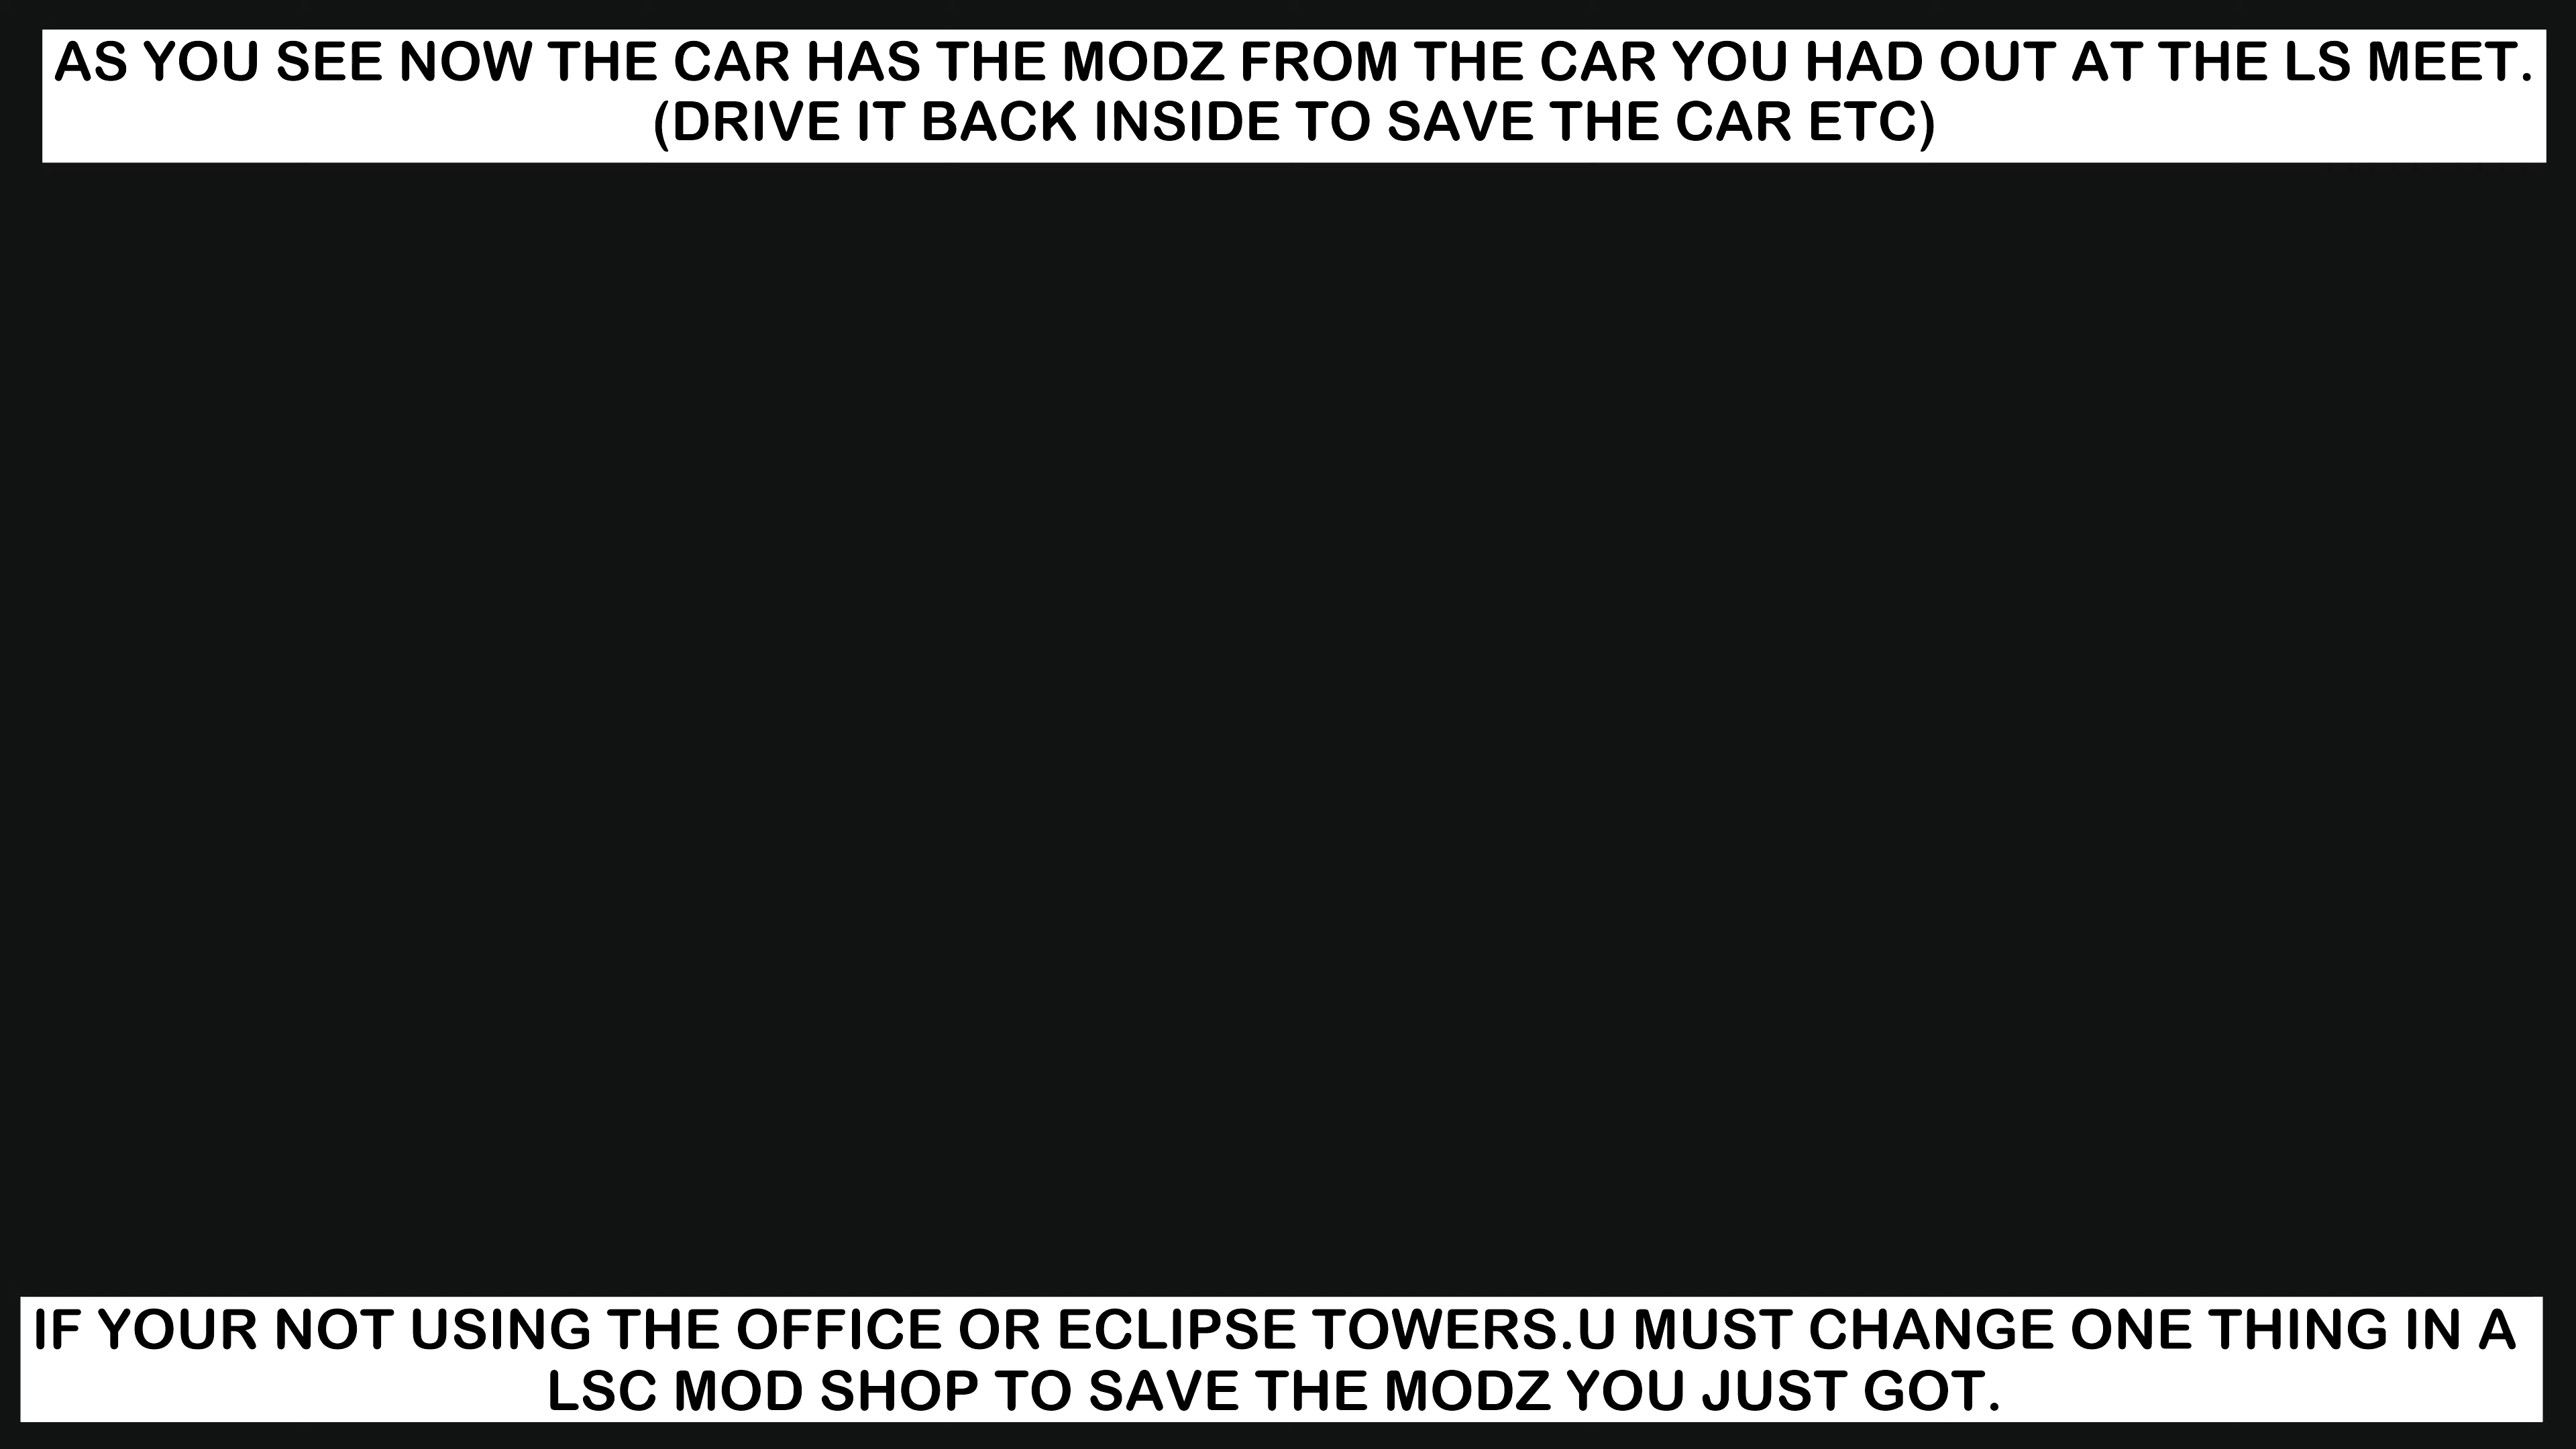 AS YOU SEE NOW THE CAR HAS THE MODZ FROM THE CAR YOU HAD OUT AT THE LS MEET.
(DRIVE IT BACK INSIDE TO SAVE THE CAR ETC)
IF YOUR NOT USING THE OFFICE OR ECLIPSE TOWERS.U MUST CHANGE ONE THING IN A
LSC MOD SHOP TO SAVE THE MODZ YOU JUST GOT.